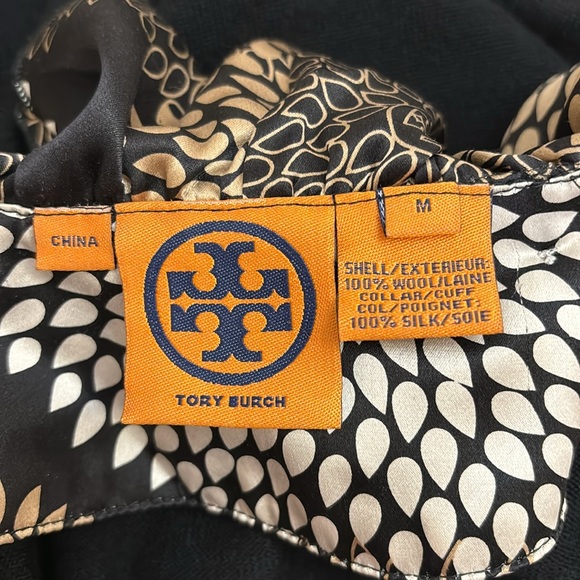 CHINA
TORY BURCH
M
SHELL/EXTERIEUR:
100% WOOL/LAINE
COLLAR/CUFF
COL/POIGNET:
100% SILK/SOIE